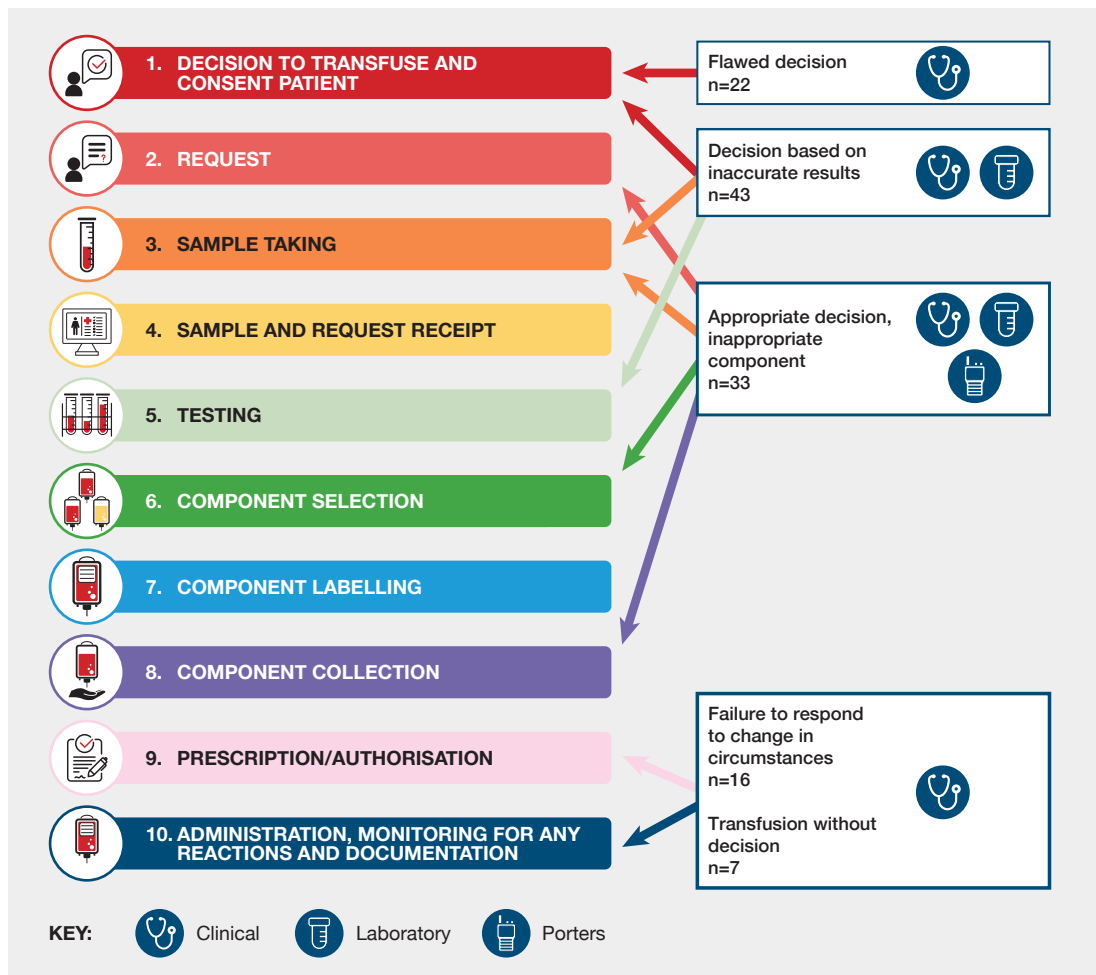 1. DECISION TO TRANSFUSE AND
CONSENT PATIENT
2. REQUEST
3. SAMPLE TAKING
4. SAMPLE AND REQUEST RECEIPT
5. TESTING
6. COMPONENT SELECTION
7. COMPONENT LABELLING
8. COMPONENT COLLECTION
9. PRESCRIPTION/AUTHORISATION
10. ADMINISTRATION, MONITORING FOR ANY
REACTIONS AND DOCUMENTATION
Flawed decision
n=22
Decision based on
inaccurate results
n=43
Appropriate decision,
inappropriate
component
n=33
Failure to respond
to change in
circumstances
n=16
Transfusion without
decision
n=7
KEY: Clinical Laboratory Porters